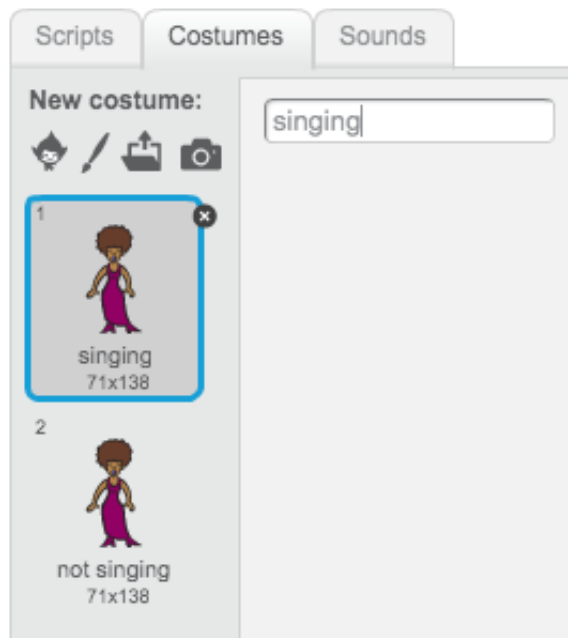 Scripts Costumes Sounds
New costume:
singing
1
singing
71x138
2
not singing
71x138